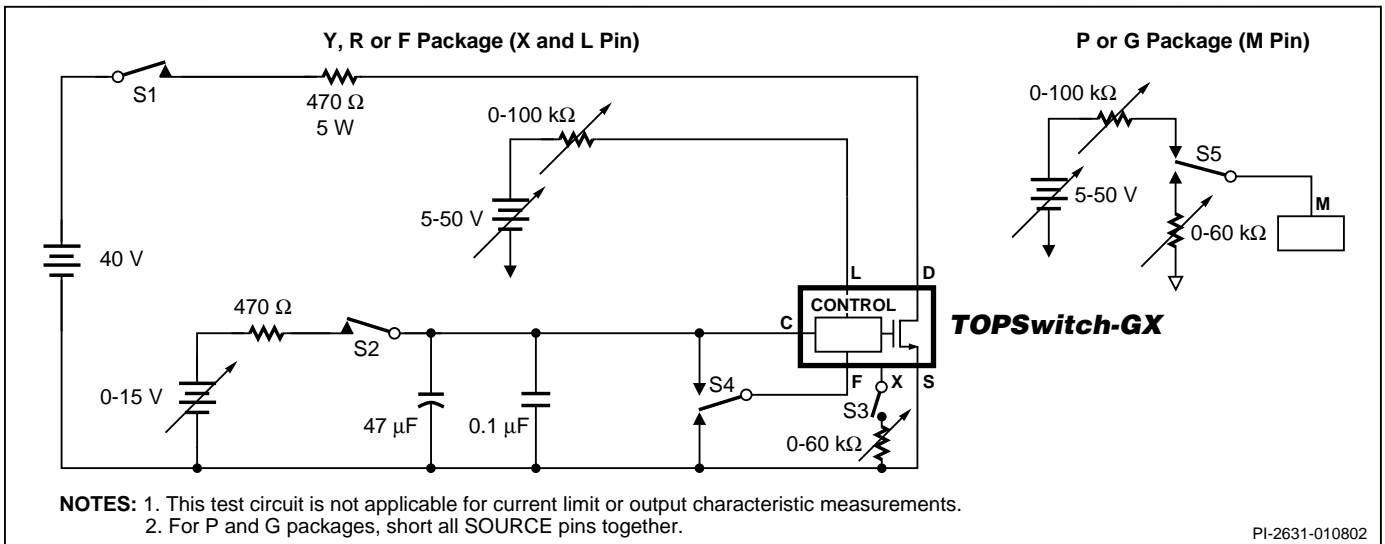 Y, R or F Package (X and L Pin)
P or G Package (M Pin)
S1
470 Ω
5 W
0-100 kΩ
5-50 V
40 V
470 Ω
S2
0-15 V
47 µF
0.1 µF
S4
L
D
CONTROL
C
TOPSwitch-GX
F
X
S
S3
0-60 kΩ
0-100 kΩ
S5
5-50 V
0-60 kΩ
M
NOTES: 1. This test circuit is not applicable for current limit or output characteristic measurements.
2. For P and G packages, short all SOURCE pins together.
PI-2631-010802